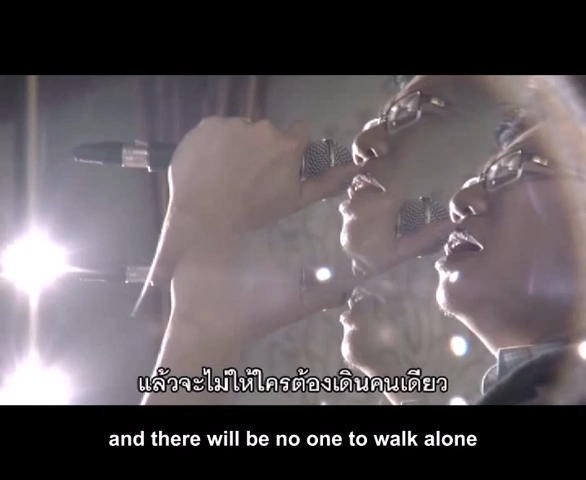 แล้วจะไม่ให้ใครต้องเดินคนเดียว
and there will be no one to walk alone